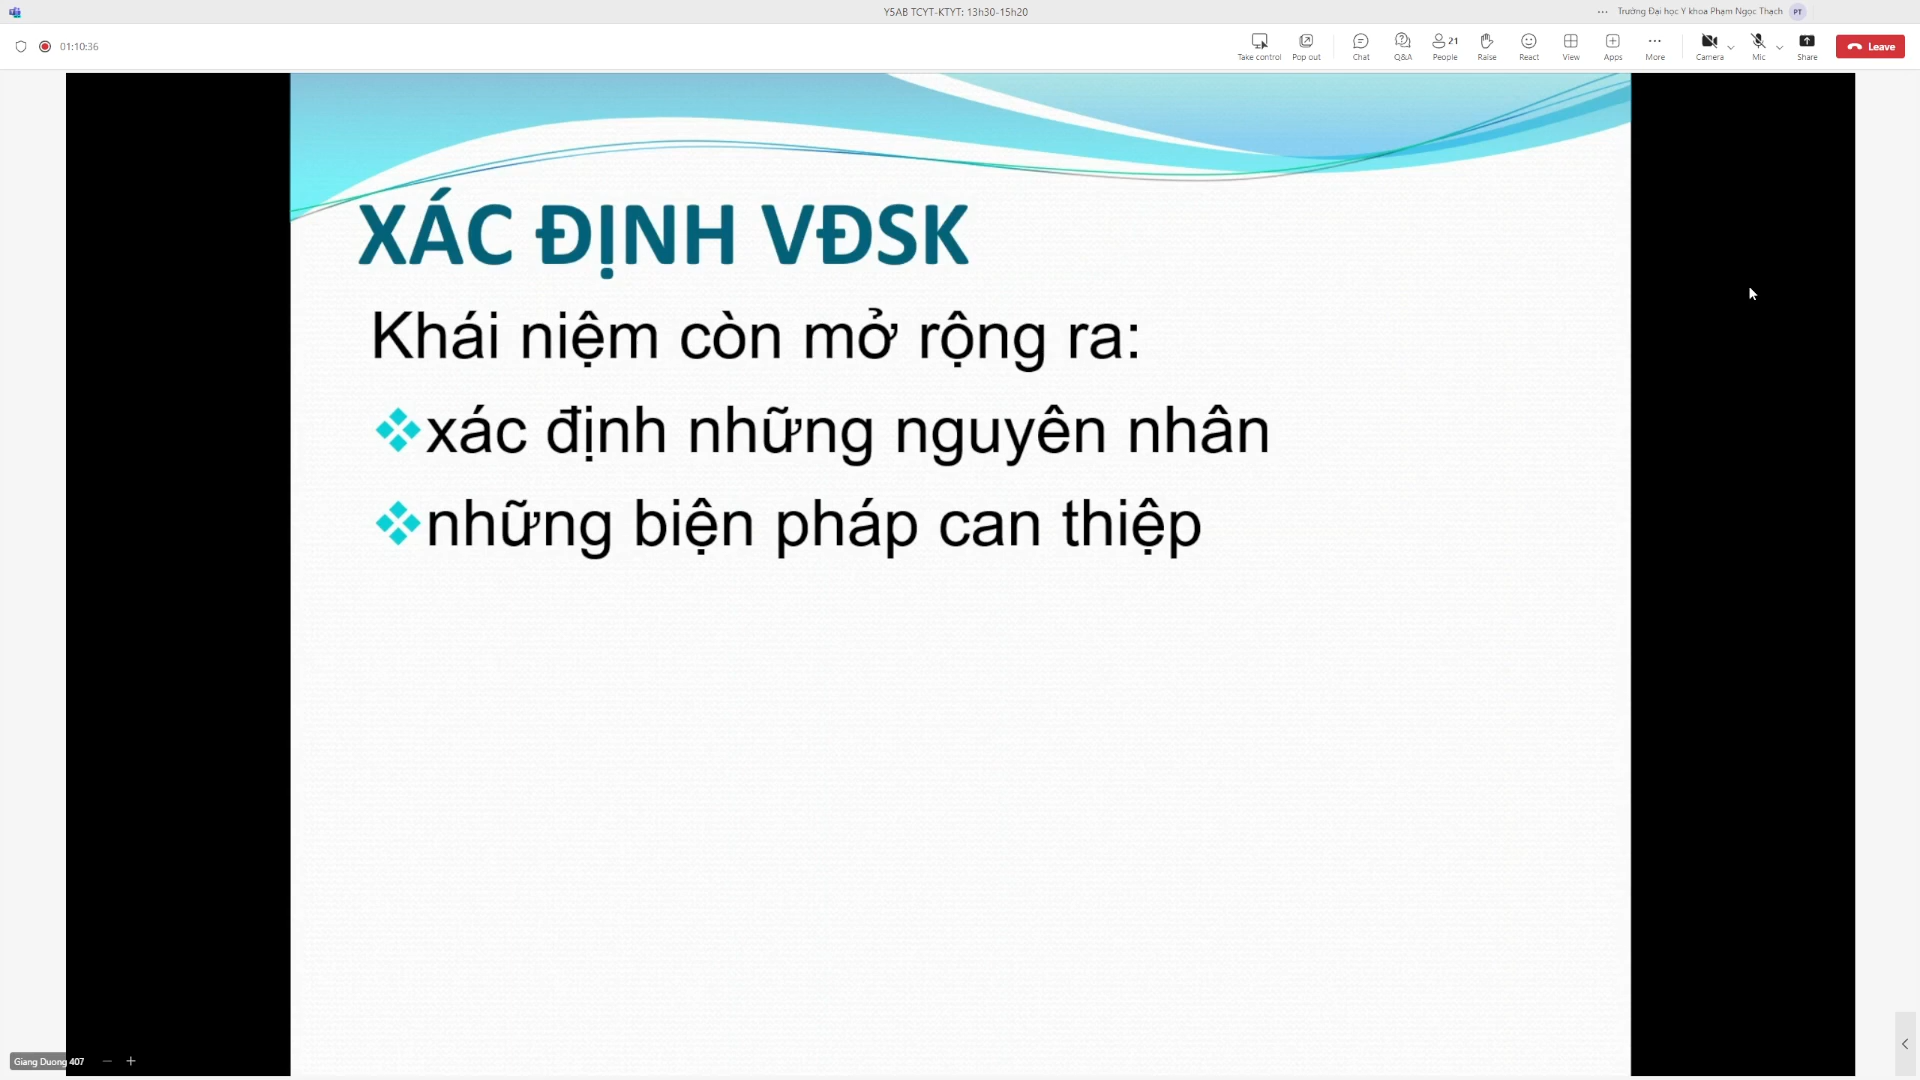 Y5AB TCYT-KTYT: 13h30-15h20
Trường Đại học Y khoa Phạm Ngọc Thạch PT
01:10:36
Take control Pop out Chat Q&A 21 People Raise React View Apps More Camera Mic Share Leave
XÁC ĐỊNH VĐSK
Khái niệm còn mở rộng ra:
xác định những nguyên nhân
những biện pháp can thiệp
Giang Duong 407